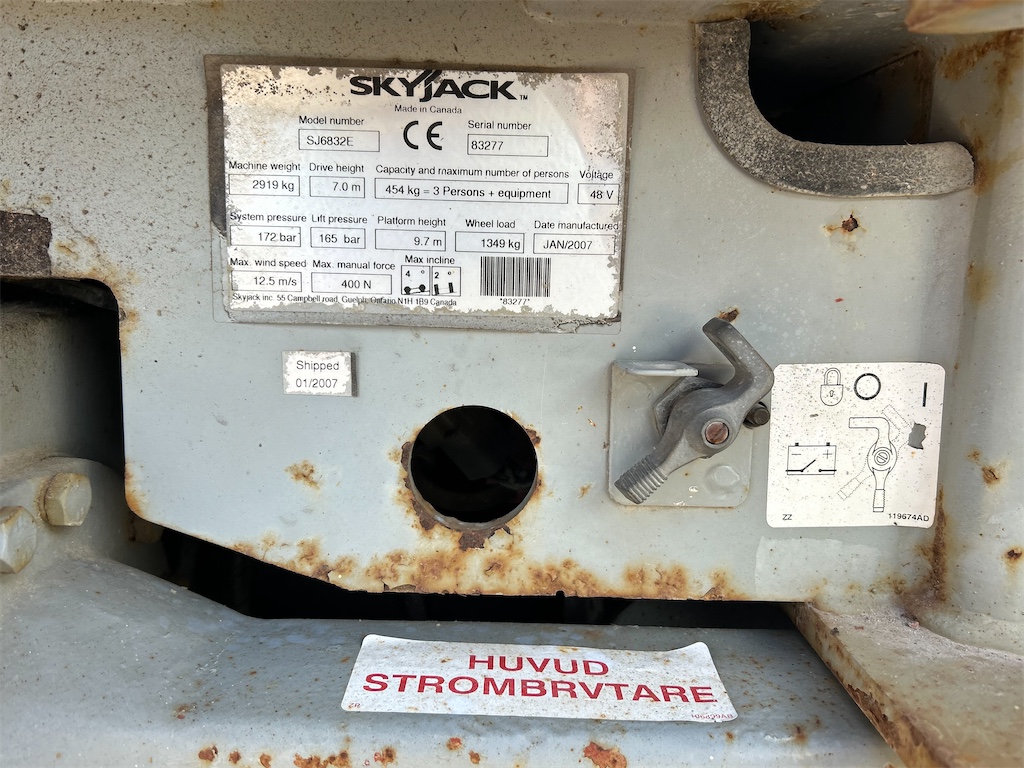 SKYJACK™
Made in Canada
Model number
SJ6832E
CE
Serial number
83277
Machine weight Drive height Capacity and maximum number of persons Voltage
2919 kg 7.0 m 454 kg = 3 Persons + equipment 48 V
System pressure Lift pressure Platform height Wheel load Date manufactured
172 bar 165 bar 9.7 m 1349 kg JAN/2007
Max. wind speed Max. manual force Max incline
12.5 m/s 400 N 4 ° 2 °
*83277*
Skyjack inc. 55 Campbell road, Guelph, Ontario N1H 1B9 Canada
Shipped
01/2007
ZZ 119674AD
HUVUD
STROMBRVTARE